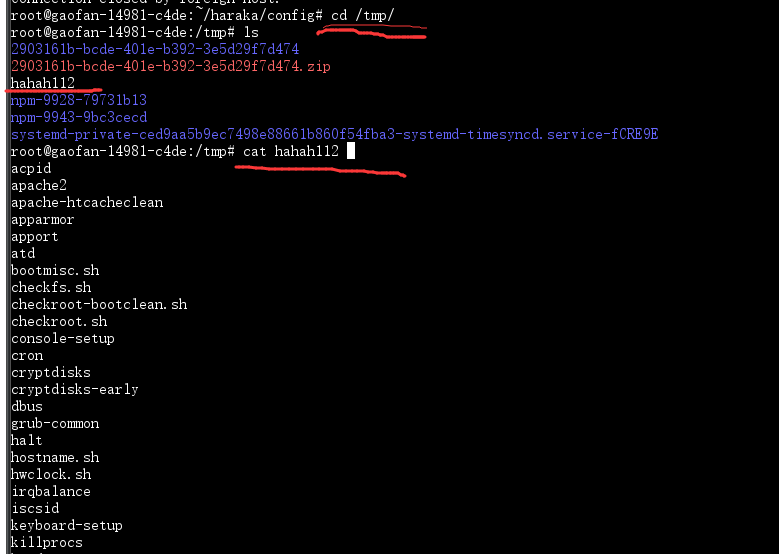 connection closed by foreign host.
root@gaofan-14981-c4de:~/haraka/config# cd /tmp/
root@gaofan-14981-c4de:/tmp# ls
2903161b-bcde-401e-b392-3e5d29f7d474
2903161b-bcde-401e-b392-3e5d29f7d474.zip
hahah112
npm-9928-79731b13
npm-9943-9bc3cecd
systemd-private-ced9aa5b9ec7498e88661b860f54fba3-systemd-timesyncd.service-fCRE9E
root@gaofan-14981-c4de:/tmp# cat hahah112
acpid
apache2
apache-htcacheclean
apparmor
apport
atd
bootmisc.sh
checkfs.sh
checkroot-bootclean.sh
checkroot.sh
console-setup
cron
cryptdisks
cryptdisks-early
dbus
grub-common
halt
hostname.sh
hwclock.sh
irqbalance
iscsid
keyboard-setup
killprocs